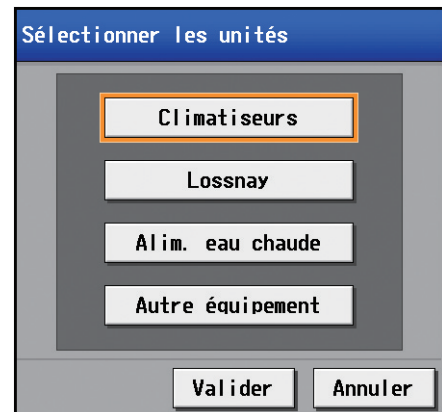 Sélectionner les unités
Climatiseurs
Lossnay
Alim. eau chaude
Autre équipement
Valider Annuler